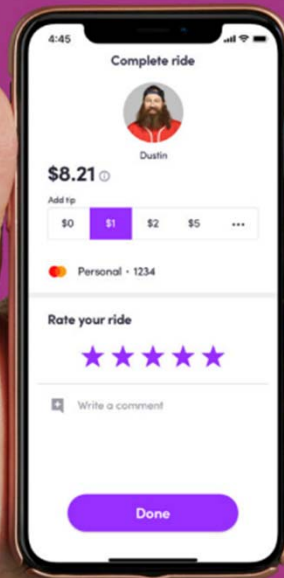 4:45
Complete ride
Dustin
$8.21
Add tip
$0 $1 $2 $5 •••
Personal • 1234
Rate your ride
Write a comment
Done